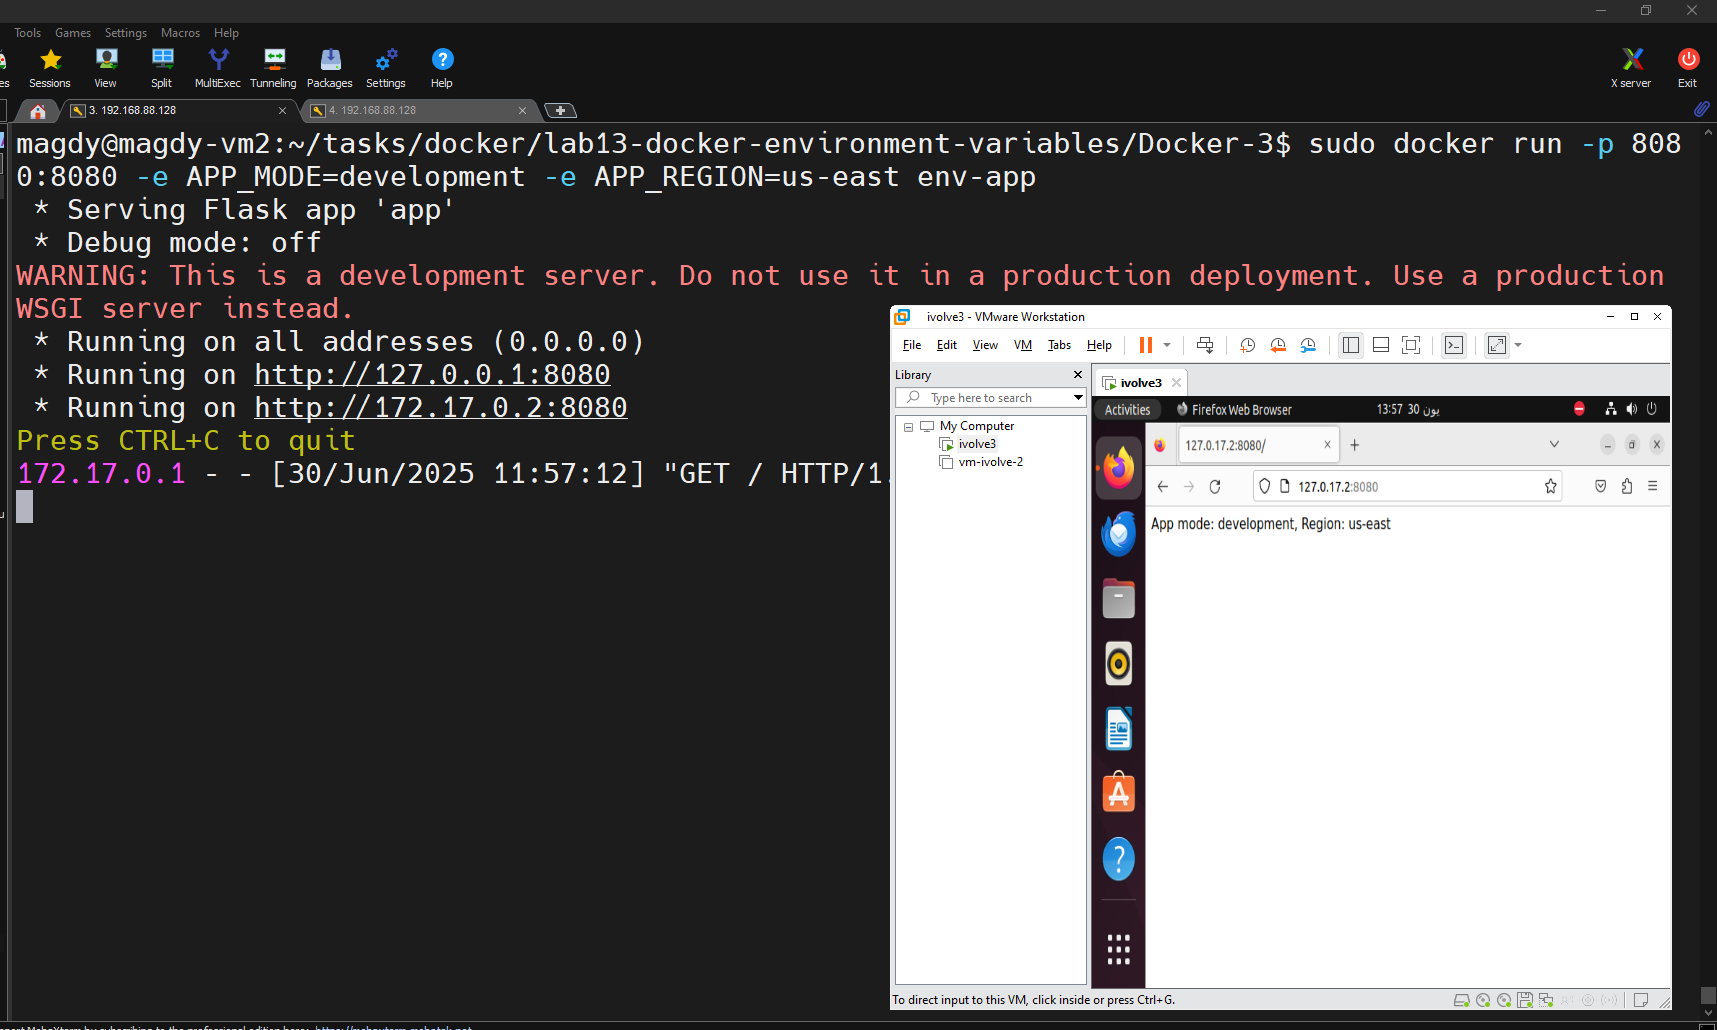 Tools Games Settings Macros Help
Sessions View Split MultiExec Tunneling Packages Settings Help X server Exit
3. 192.168.88.128 4. 192.168.88.128
magdy@magdy-vm2:~/tasks/docker/lab13-docker-environment-variables/Docker-3$ sudo docker run -p 808
0:8080 -e APP_MODE=development -e APP_REGION=us-east env-app
* Serving Flask app 'app'
* Debug mode: off
WARNING: This is a development server. Do not use it in a production deployment. Use a production
WSGI server instead.
* Running on all addresses (0.0.0.0)
* Running on http://127.0.0.1:8080
* Running on http://172.17.0.2:8080
Press CTRL+C to quit
172.17.0.1 - - [30/Jun/2025 11:57:12] "GET / HTTP/1.
ivolve3 - VMware Workstation
File Edit View VM Tabs Help
Library
Type here to search
My Computer
ivolve3
vm-ivolve-2
ivolve3
Activities Firefox Web Browser 13:57 30 يون
127.0.17.2:8080/
127.0.17.2:8080
App mode: development, Region: us-east
To direct input to this VM, click inside or press Ctrl+G.